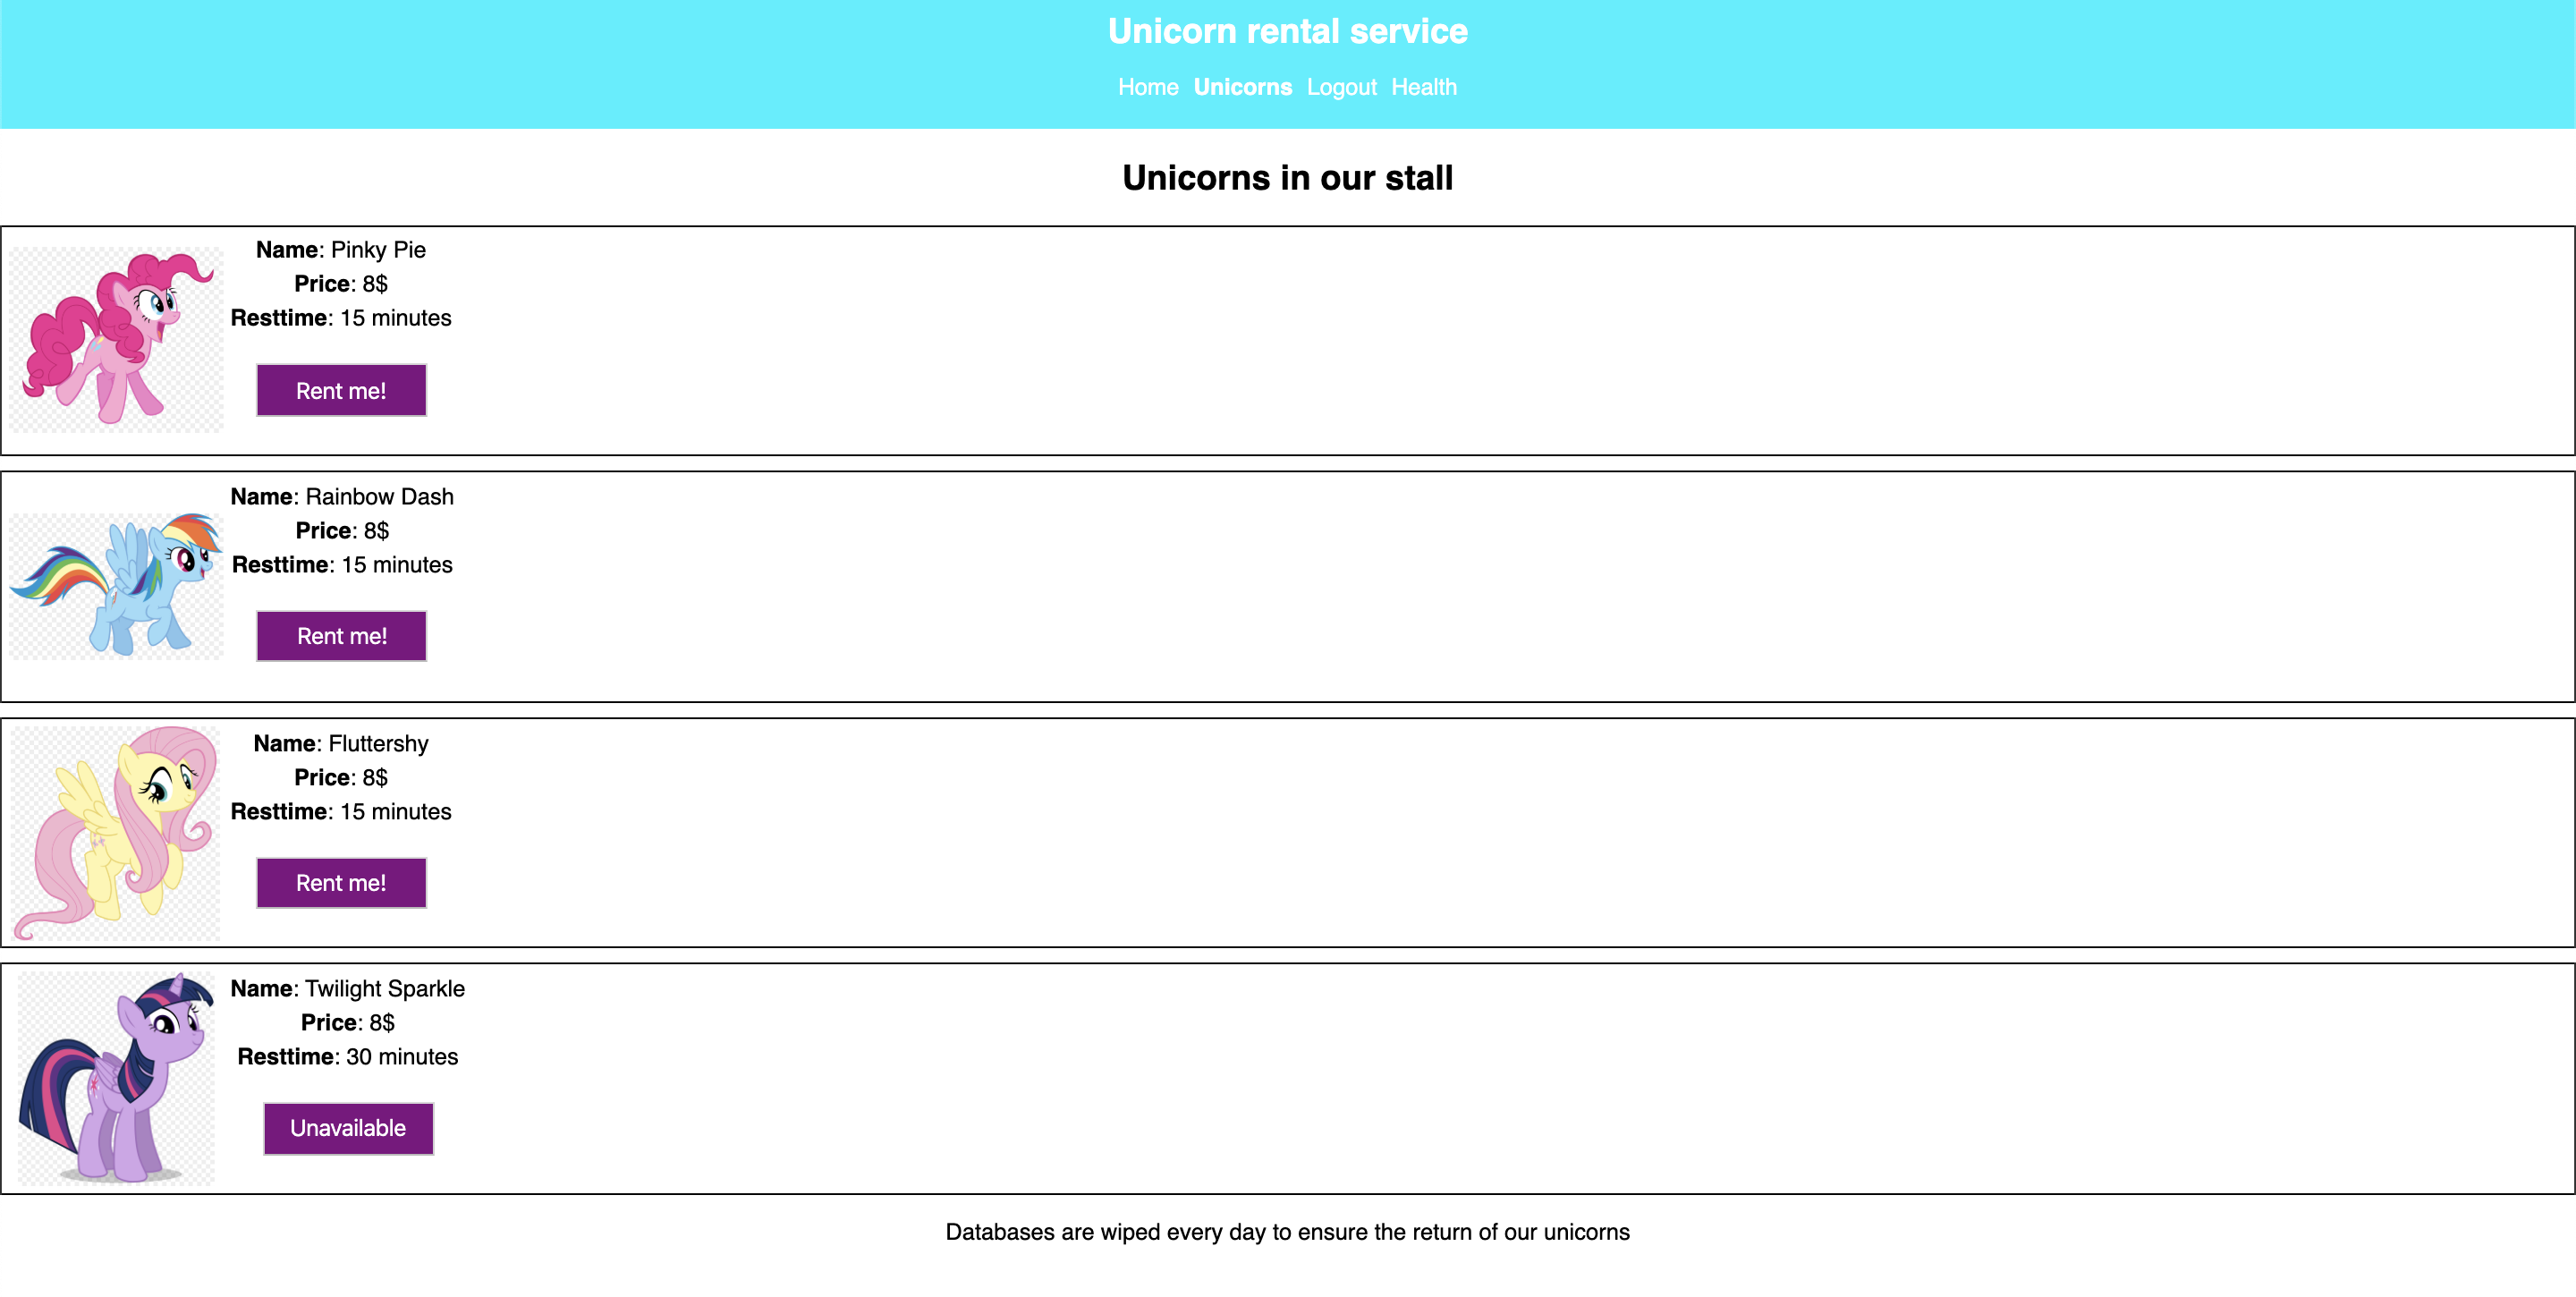 Unicorn rental service
Home Unicorns Logout Health
Unicorns in our stall
Name: Pinky Pie
Price: 8$
Resttime: 15 minutes
Rent me!
Name: Rainbow Dash
Price: 8$
Resttime: 15 minutes
Rent me!
Name: Fluttershy
Price: 8$
Resttime: 15 minutes
Rent me!
Name: Twilight Sparkle
Price: 8$
Resttime: 30 minutes
Unavailable
Databases are wiped every day to ensure the return of our unicorns